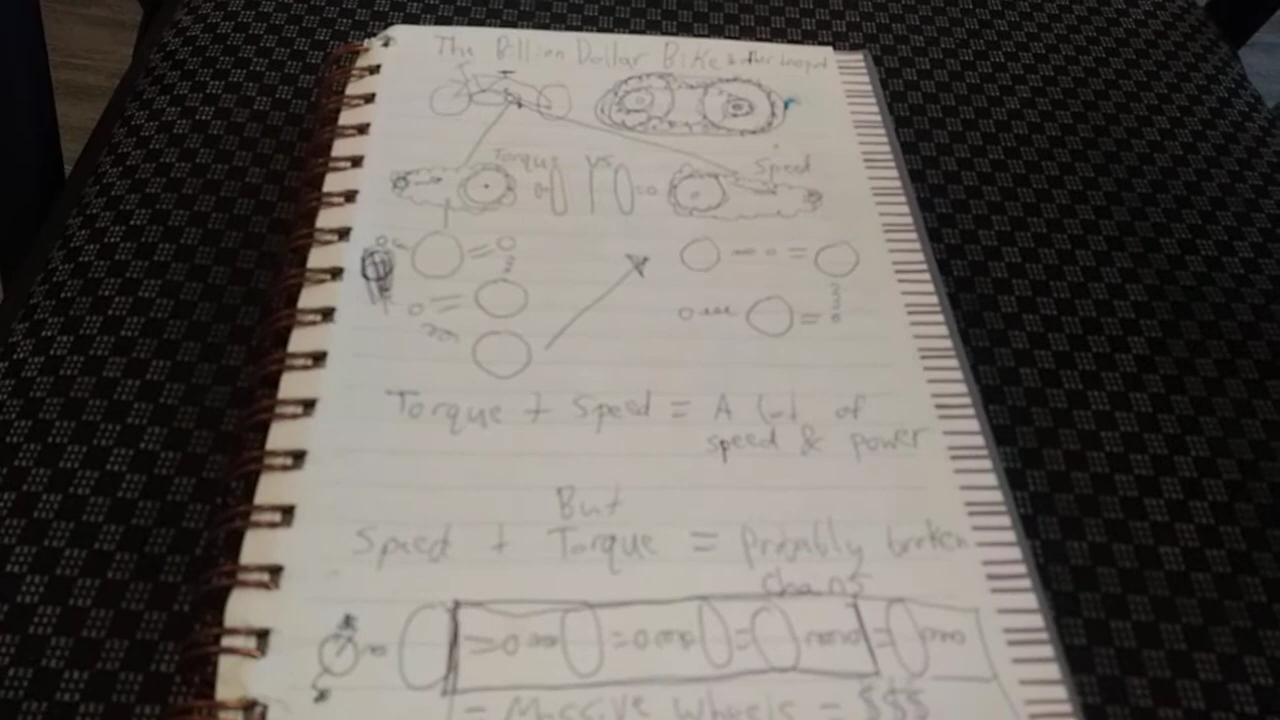 The Billion Dollar Bike
Torque VS Speed
Torque + Speed = A lot of
speed & power
But
Speed + Torque = Probably broken
chains
= Massive wheels = $$$